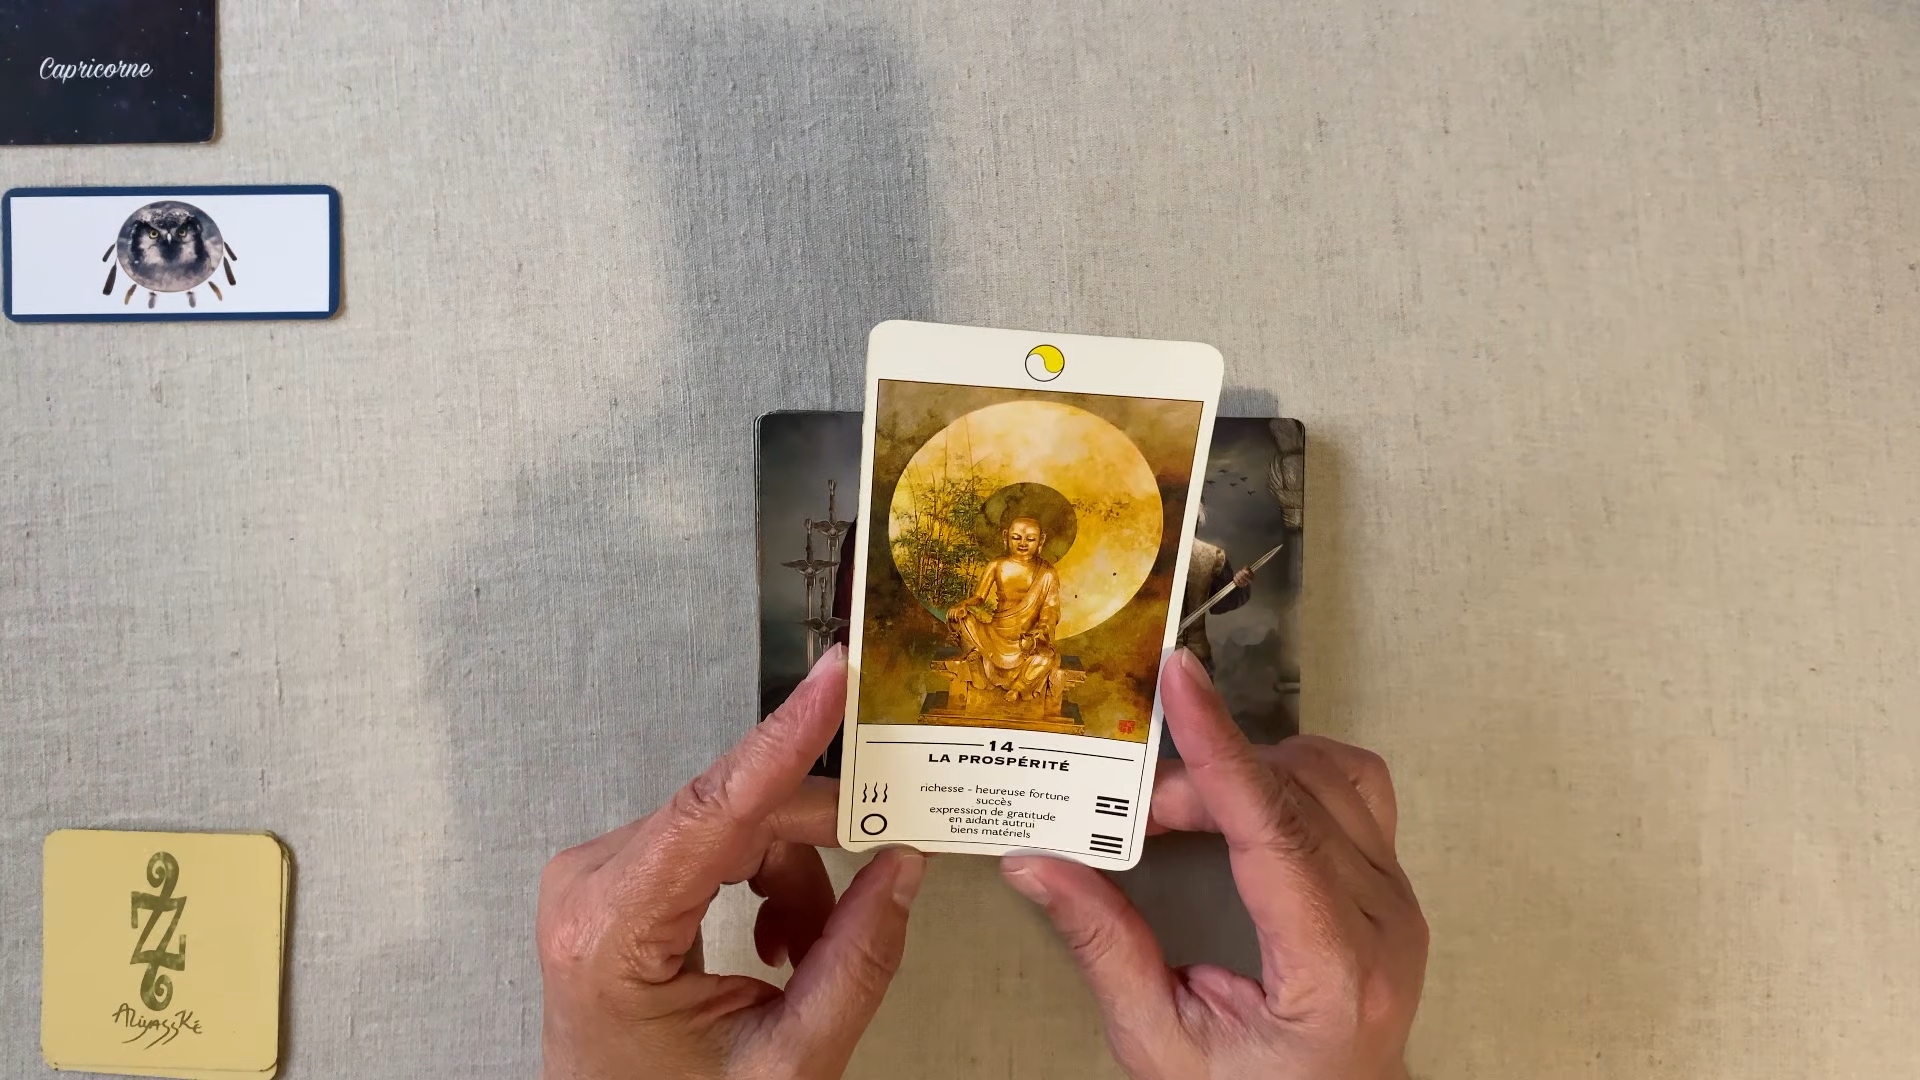 Capricorne
14
LA PROSPÉRITÉ
richesse - heureuse fortune
succès
expression de gratitude
en aidant autrui
biens matériels